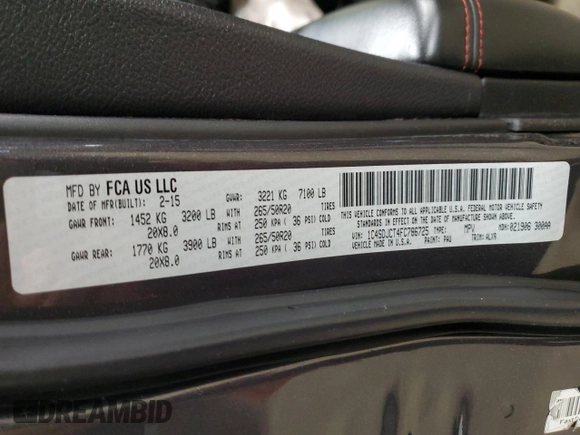 MFD BY FCA US LLC
DATE OF MFR(BUILT): 2-15 GVWR: 3221 KG 7100 LB
GAWR FRONT: 1452 KG 3200 LB WITH 265/50R20 TIRES
20X8.0 RIMS AT 250 KPA ( 36 PSI) COLD
GAWR REAR: 1770 KG 3900 LB WITH 265/50R20 TIRES
20X8.0 RIMS AT 250 KPA ( 36 PSI) COLD
THIS VEHICLE CONFORMS TO ALL APPLICABLE U.S.A. FEDERAL MOTOR VEHICLE SAFETY
STANDARDS IN EFFECT ON THE DATE OF MANUFACTURE SHOWN ABOVE.
VIN: 1C4SDJCT4FC786725 TYPE: MPV MDH: 021906 300AA
VEHICLE MADE IN U.S.A. PAINT: PAU TRIM: ALXR
DREAMBID